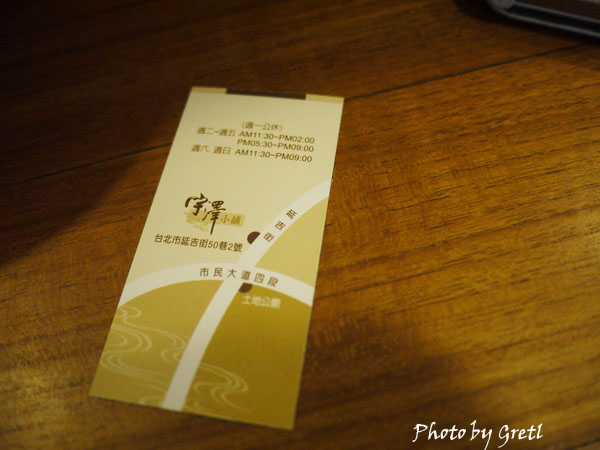 (週一公休)
週二~週五 AM11:30~PM02:00
PM05:30~PM09:00
週六.週日 AM11:30~PM09:00
宇澤
小鎮
台北市延吉街50巷2號
延吉街
市民大道四段
土地公廟
Photo by Gretl